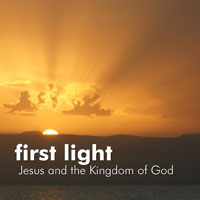 first light
Jesus and the Kingdom of God